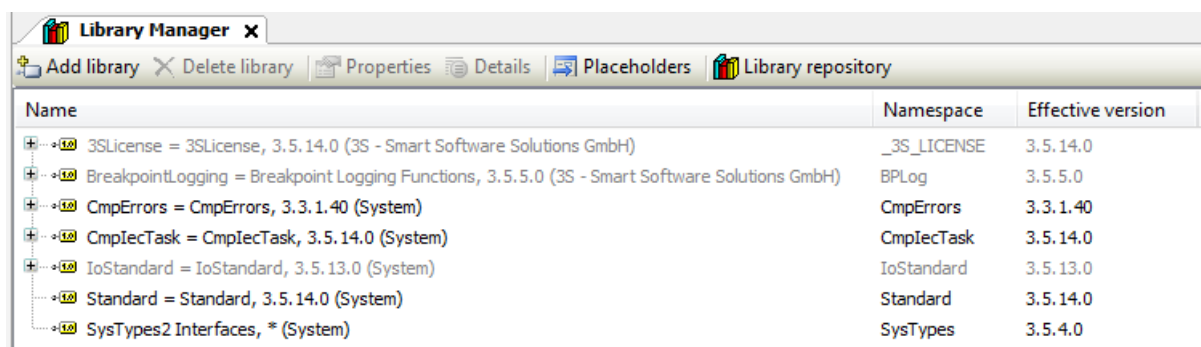 Library Manager x
Add library Delete library Properties Details Placeholders Library repository
Name Namespace Effective version
3SLicense = 3SLicense, 3.5.14.0 (3S - Smart Software Solutions GmbH) _3S_LICENSE 3.5.14.0
BreakpointLogging = Breakpoint Logging Functions, 3.5.5.0 (3S - Smart Software Solutions GmbH) BPLog 3.5.5.0
CmpErrors = CmpErrors, 3.3.1.40 (System) CmpErrors 3.3.1.40
CmpIecTask = CmpIecTask, 3.5.14.0 (System) CmpIecTask 3.5.14.0
IoStandard = IoStandard, 3.5.13.0 (System) IoStandard 3.5.13.0
Standard = Standard, 3.5.14.0 (System) Standard 3.5.14.0
SysTypes2 Interfaces, * (System) SysTypes 3.5.4.0